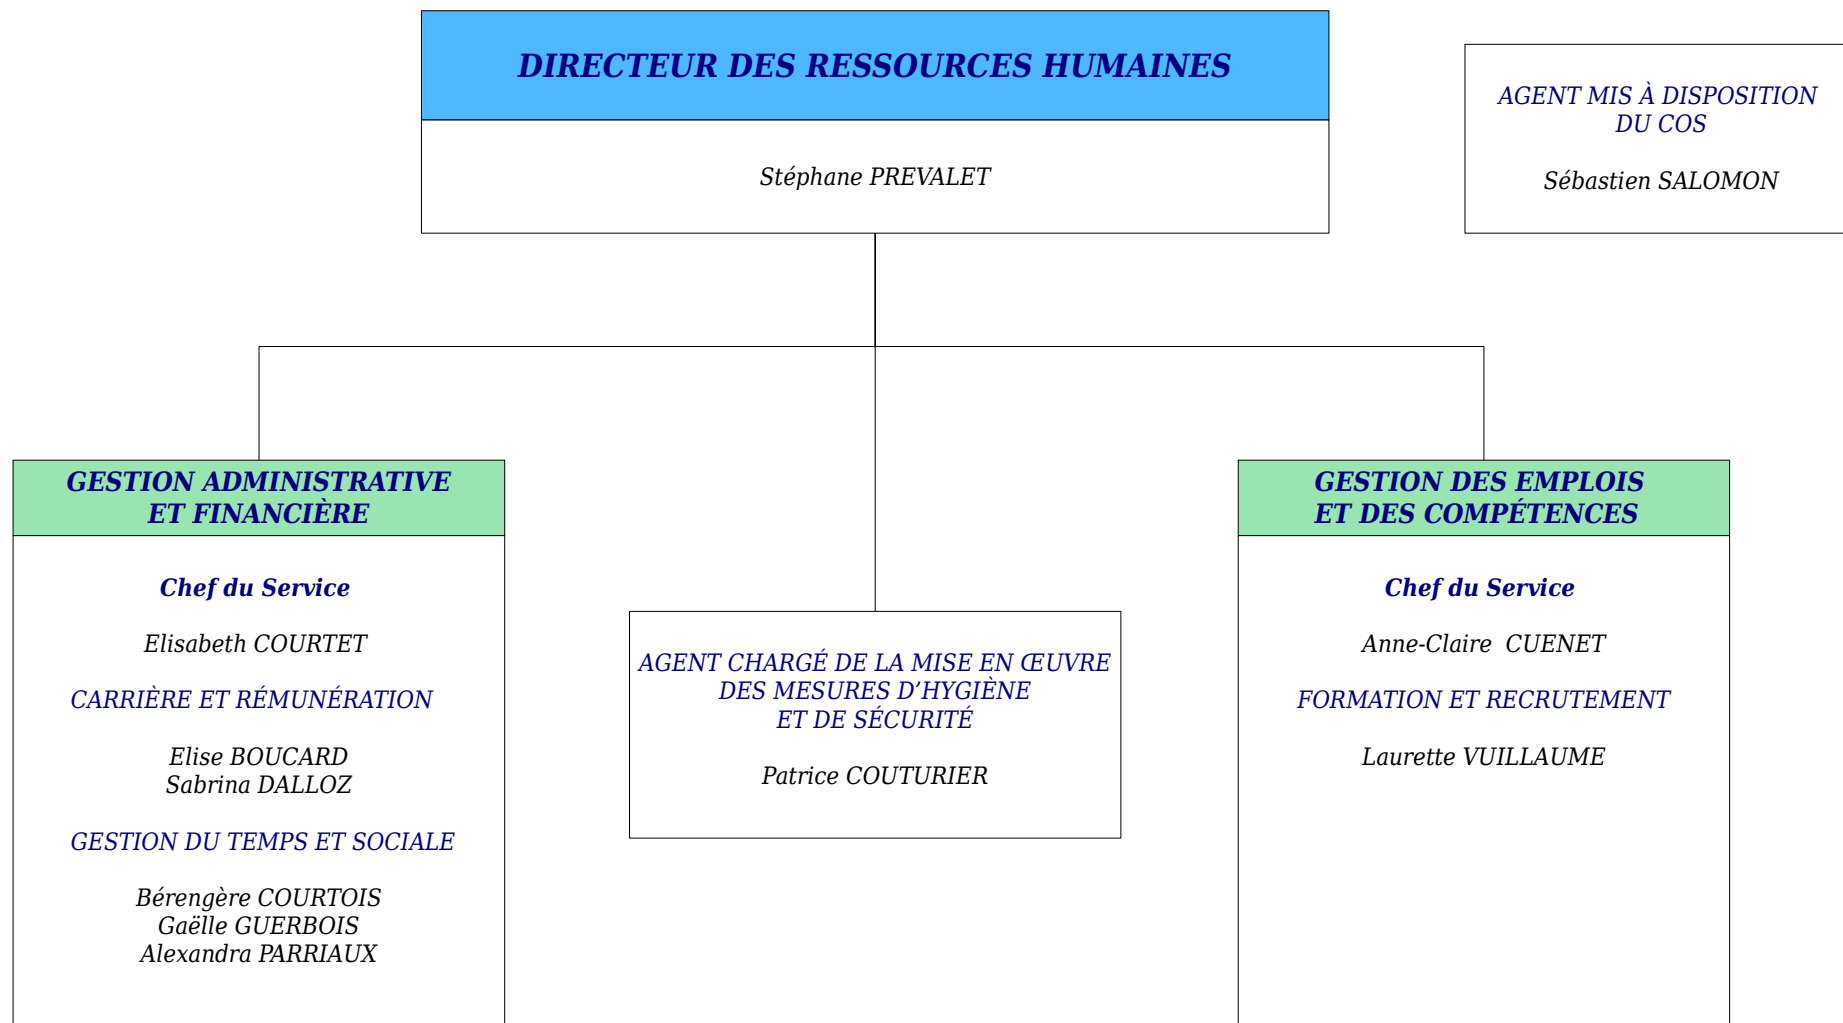 DIRECTEUR DES RESSOURCES HUMAINES
Stéphane PREVALET
AGENT MIS À DISPOSITION
DU COS
Sébastien SALOMON
GESTION ADMINISTRATIVE
ET FINANCIÈRE
Chef du Service
Elisabeth COURTET
CARRIÈRE ET RÉMUNÉRATION
Elise BOUCARD
Sabrina DALLOZ
GESTION DU TEMPS ET SOCIALE
Bérengère COURTOIS
Gaëlle GUERBOIS
Alexandra PARRIAUX
AGENT CHARGÉ DE LA MISE EN ŒUVRE
DES MESURES D’HYGIÈNE
ET DE SÉCURITÉ
Patrice COUTURIER
GESTION DES EMPLOIS
ET DES COMPÉTENCES
Chef du Service
Anne-Claire  CUENET
FORMATION ET RECRUTEMENT
Laurette VUILLAUME